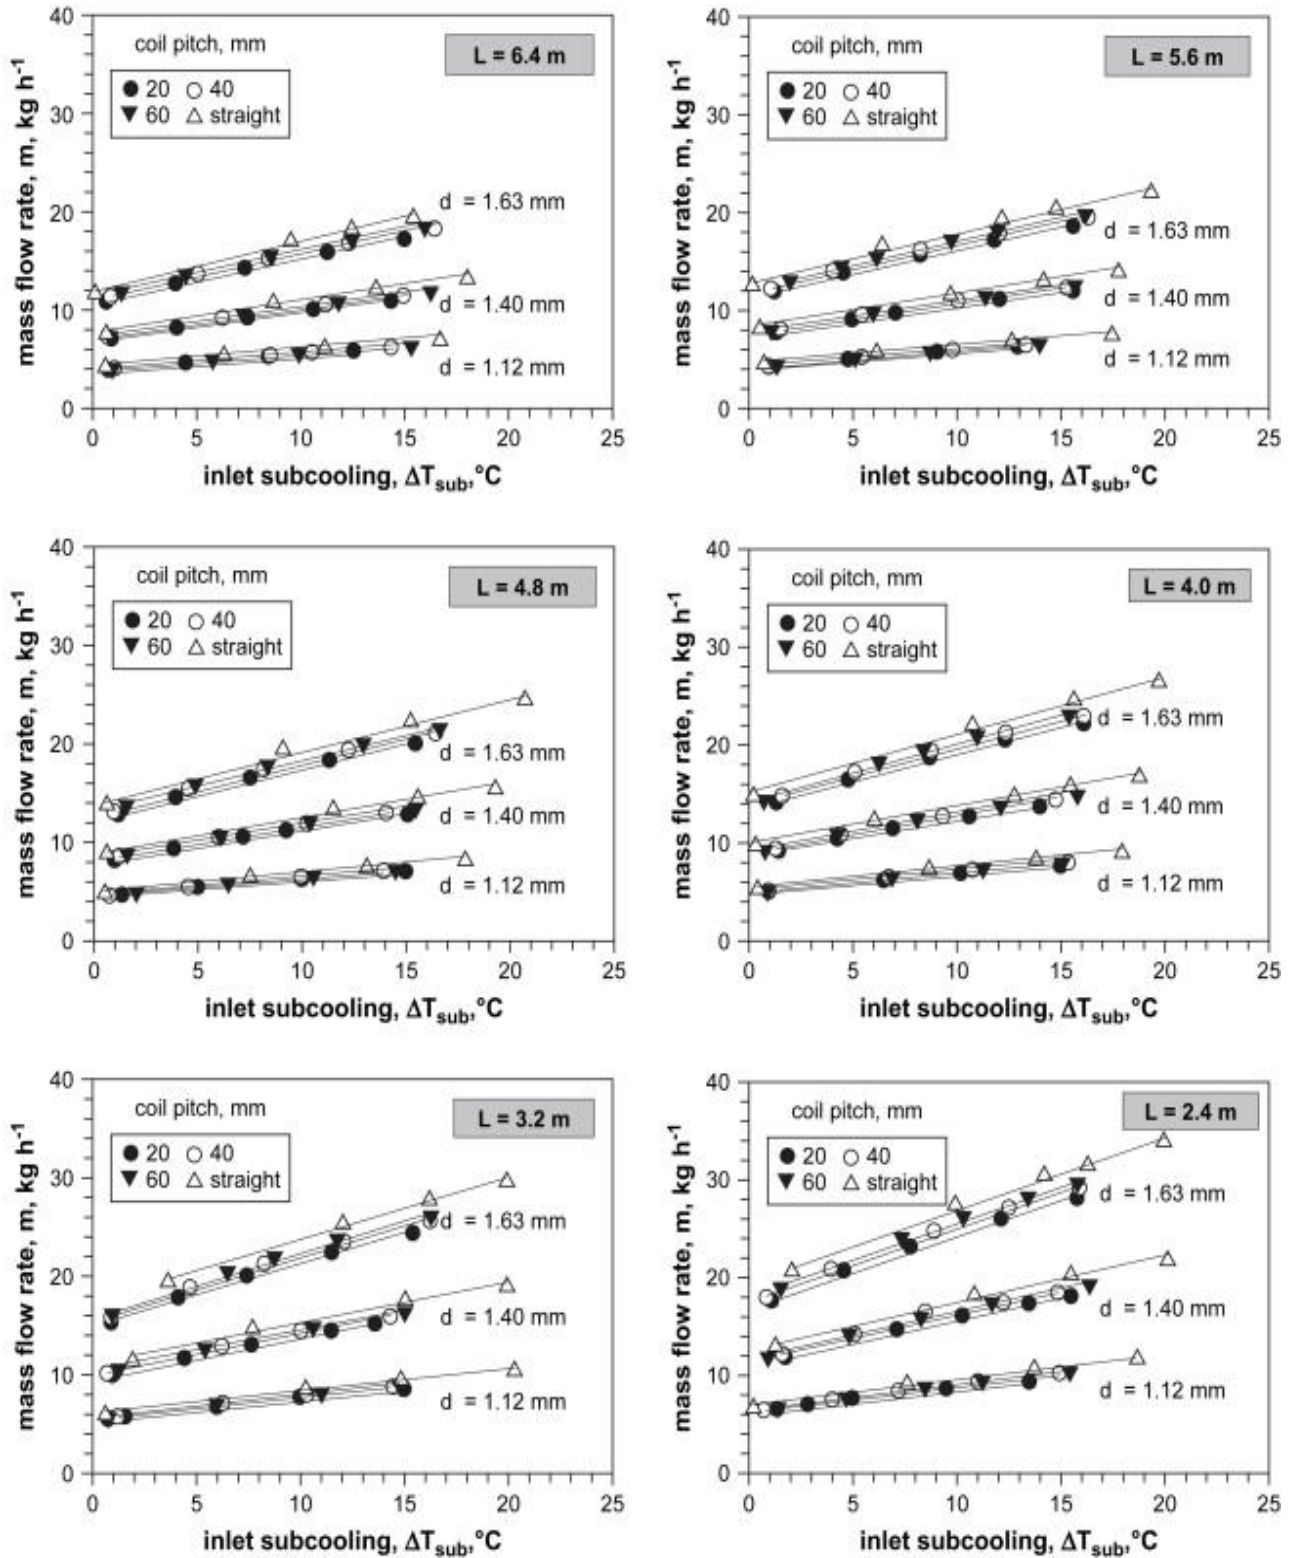 40
30
20
10
0
mass flow rate, m, kg h⁻¹
coil pitch, mm
20 40
60 straight
L = 6.4 m
d = 1.63 mm
d = 1.40 mm
d = 1.12 mm
0 5 10 15 20 25
inlet subcooling, ΔTsub,°C
40
30
20
10
0
mass flow rate, m, kg h⁻¹
coil pitch, mm
20 40
60 straight
L = 5.6 m
d = 1.63 mm
d = 1.40 mm
d = 1.12 mm
0 5 10 15 20 25
inlet subcooling, ΔTsub,°C
40
30
20
10
0
mass flow rate, m, kg h⁻¹
coil pitch, mm
20 40
60 straight
L = 4.8 m
d = 1.63 mm
d = 1.40 mm
d = 1.12 mm
0 5 10 15 20 25
inlet subcooling, ΔTsub,°C
40
30
20
10
0
mass flow rate, m, kg h⁻¹
coil pitch, mm
20 40
60 straight
L = 4.0 m
d = 1.63 mm
d = 1.40 mm
d = 1.12 mm
0 5 10 15 20 25
inlet subcooling, ΔTsub,°C
40
30
20
10
0
mass flow rate, m, kg h⁻¹
coil pitch, mm
20 40
60 straight
L = 3.2 m
d = 1.63 mm
d = 1.40 mm
d = 1.12 mm
0 5 10 15 20 25
inlet subcooling, ΔTsub,°C
40
30
20
10
0
mass flow rate, m, kg h⁻¹
coil pitch, mm
20 40
60 straight
L = 2.4 m
d = 1.63 mm
d = 1.40 mm
d = 1.12 mm
0 5 10 15 20 25
inlet subcooling, ΔTsub,°C